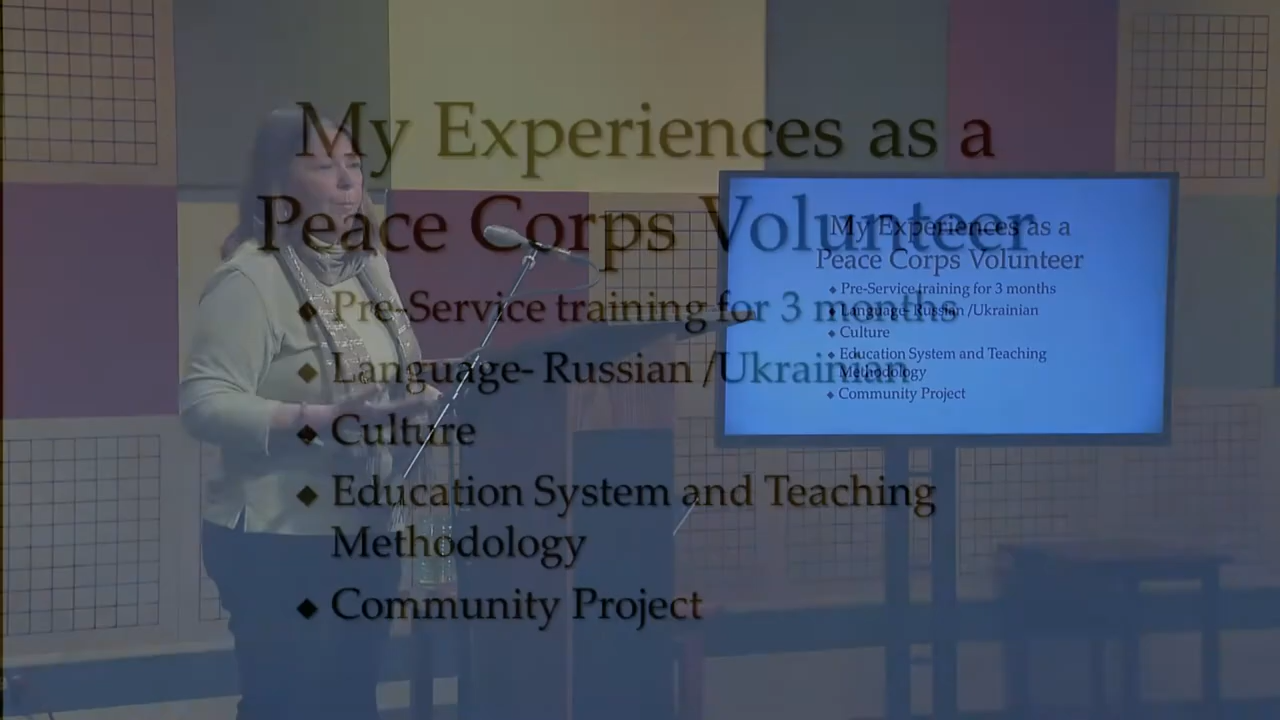 My Experiences as a
Peace Corps Volunteer
◆ Pre-Service training for 3 months
◆ Language- Russian /Ukrainian
◆ Culture
◆ Education System and Teaching
Methodology
◆ Community Project
My Experiences as a
Peace Corps Volunteer
◆ Pre-Service training for 3 months
◆ Language- Russian /Ukrainian
◆ Culture
◆ Education System and Teaching
Methodology
◆ Community Project